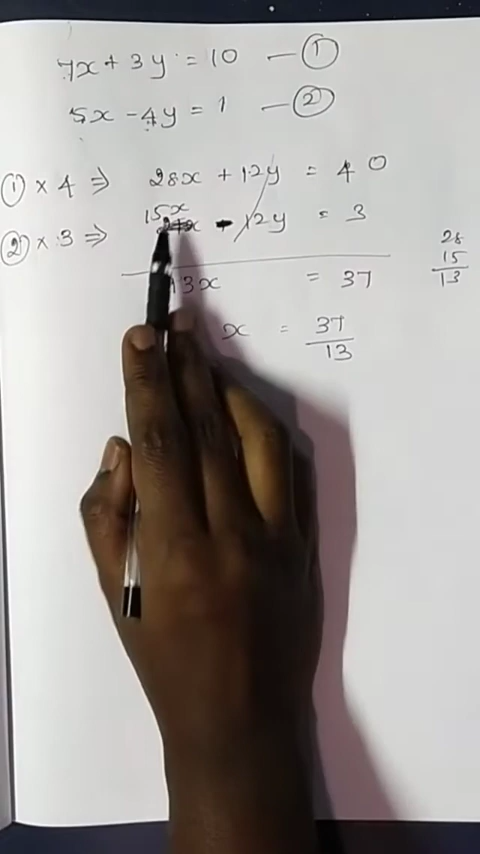 7x + 3y = 10 — ①
5x - 4y = 1 — ②
① × 4 ⇒ 28x + 12y = 40
15x
② × 3 ⇒ - 12y = 3
13x = 37
x = 37/13
28
15
13